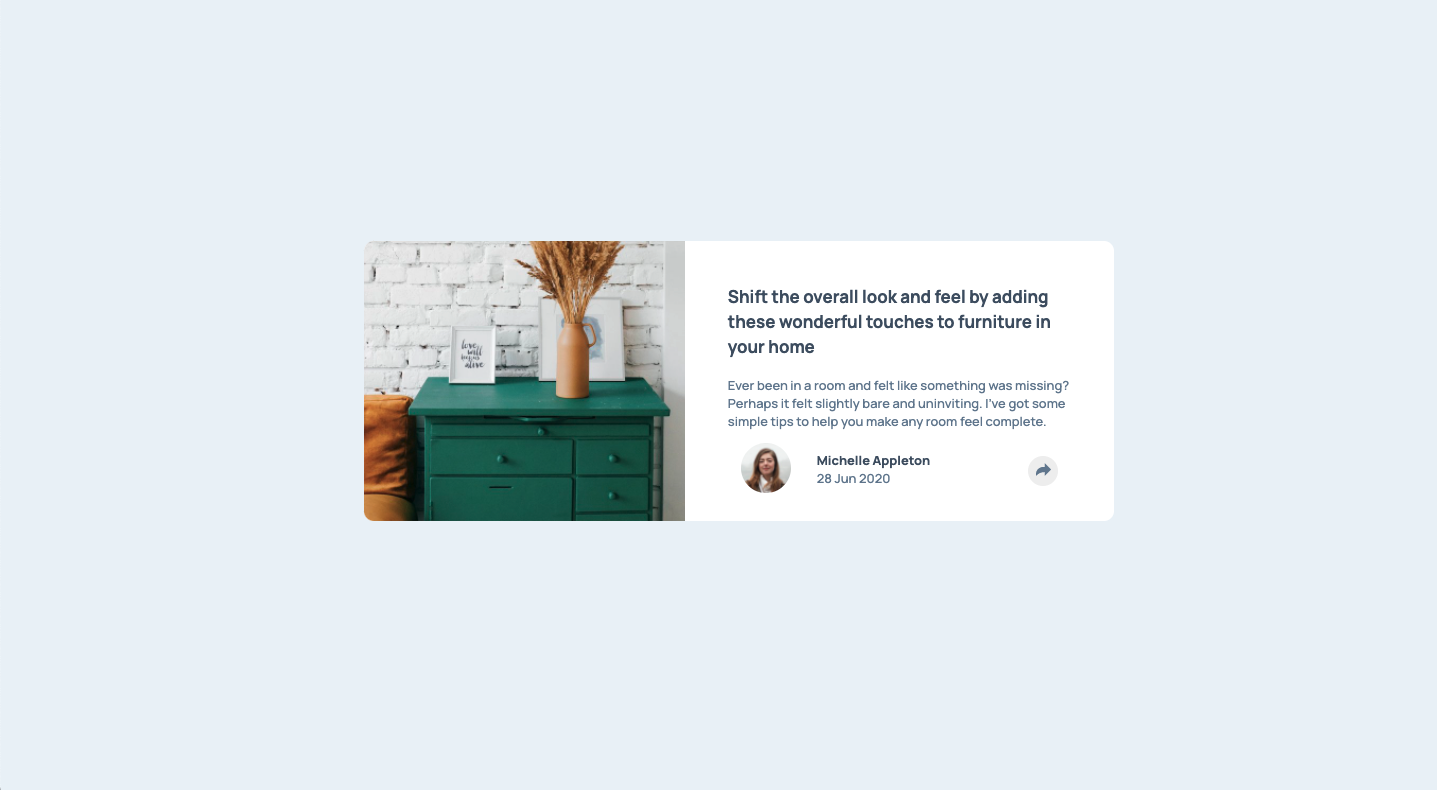 love
will
keep us
alive
Shift the overall look and feel by adding
these wonderful touches to furniture in
your home
Ever been in a room and felt like something was missing?
Perhaps it felt slightly bare and uninviting. I've got some
simple tips to help you make any room feel complete.
Michelle Appleton
28 Jun 2020